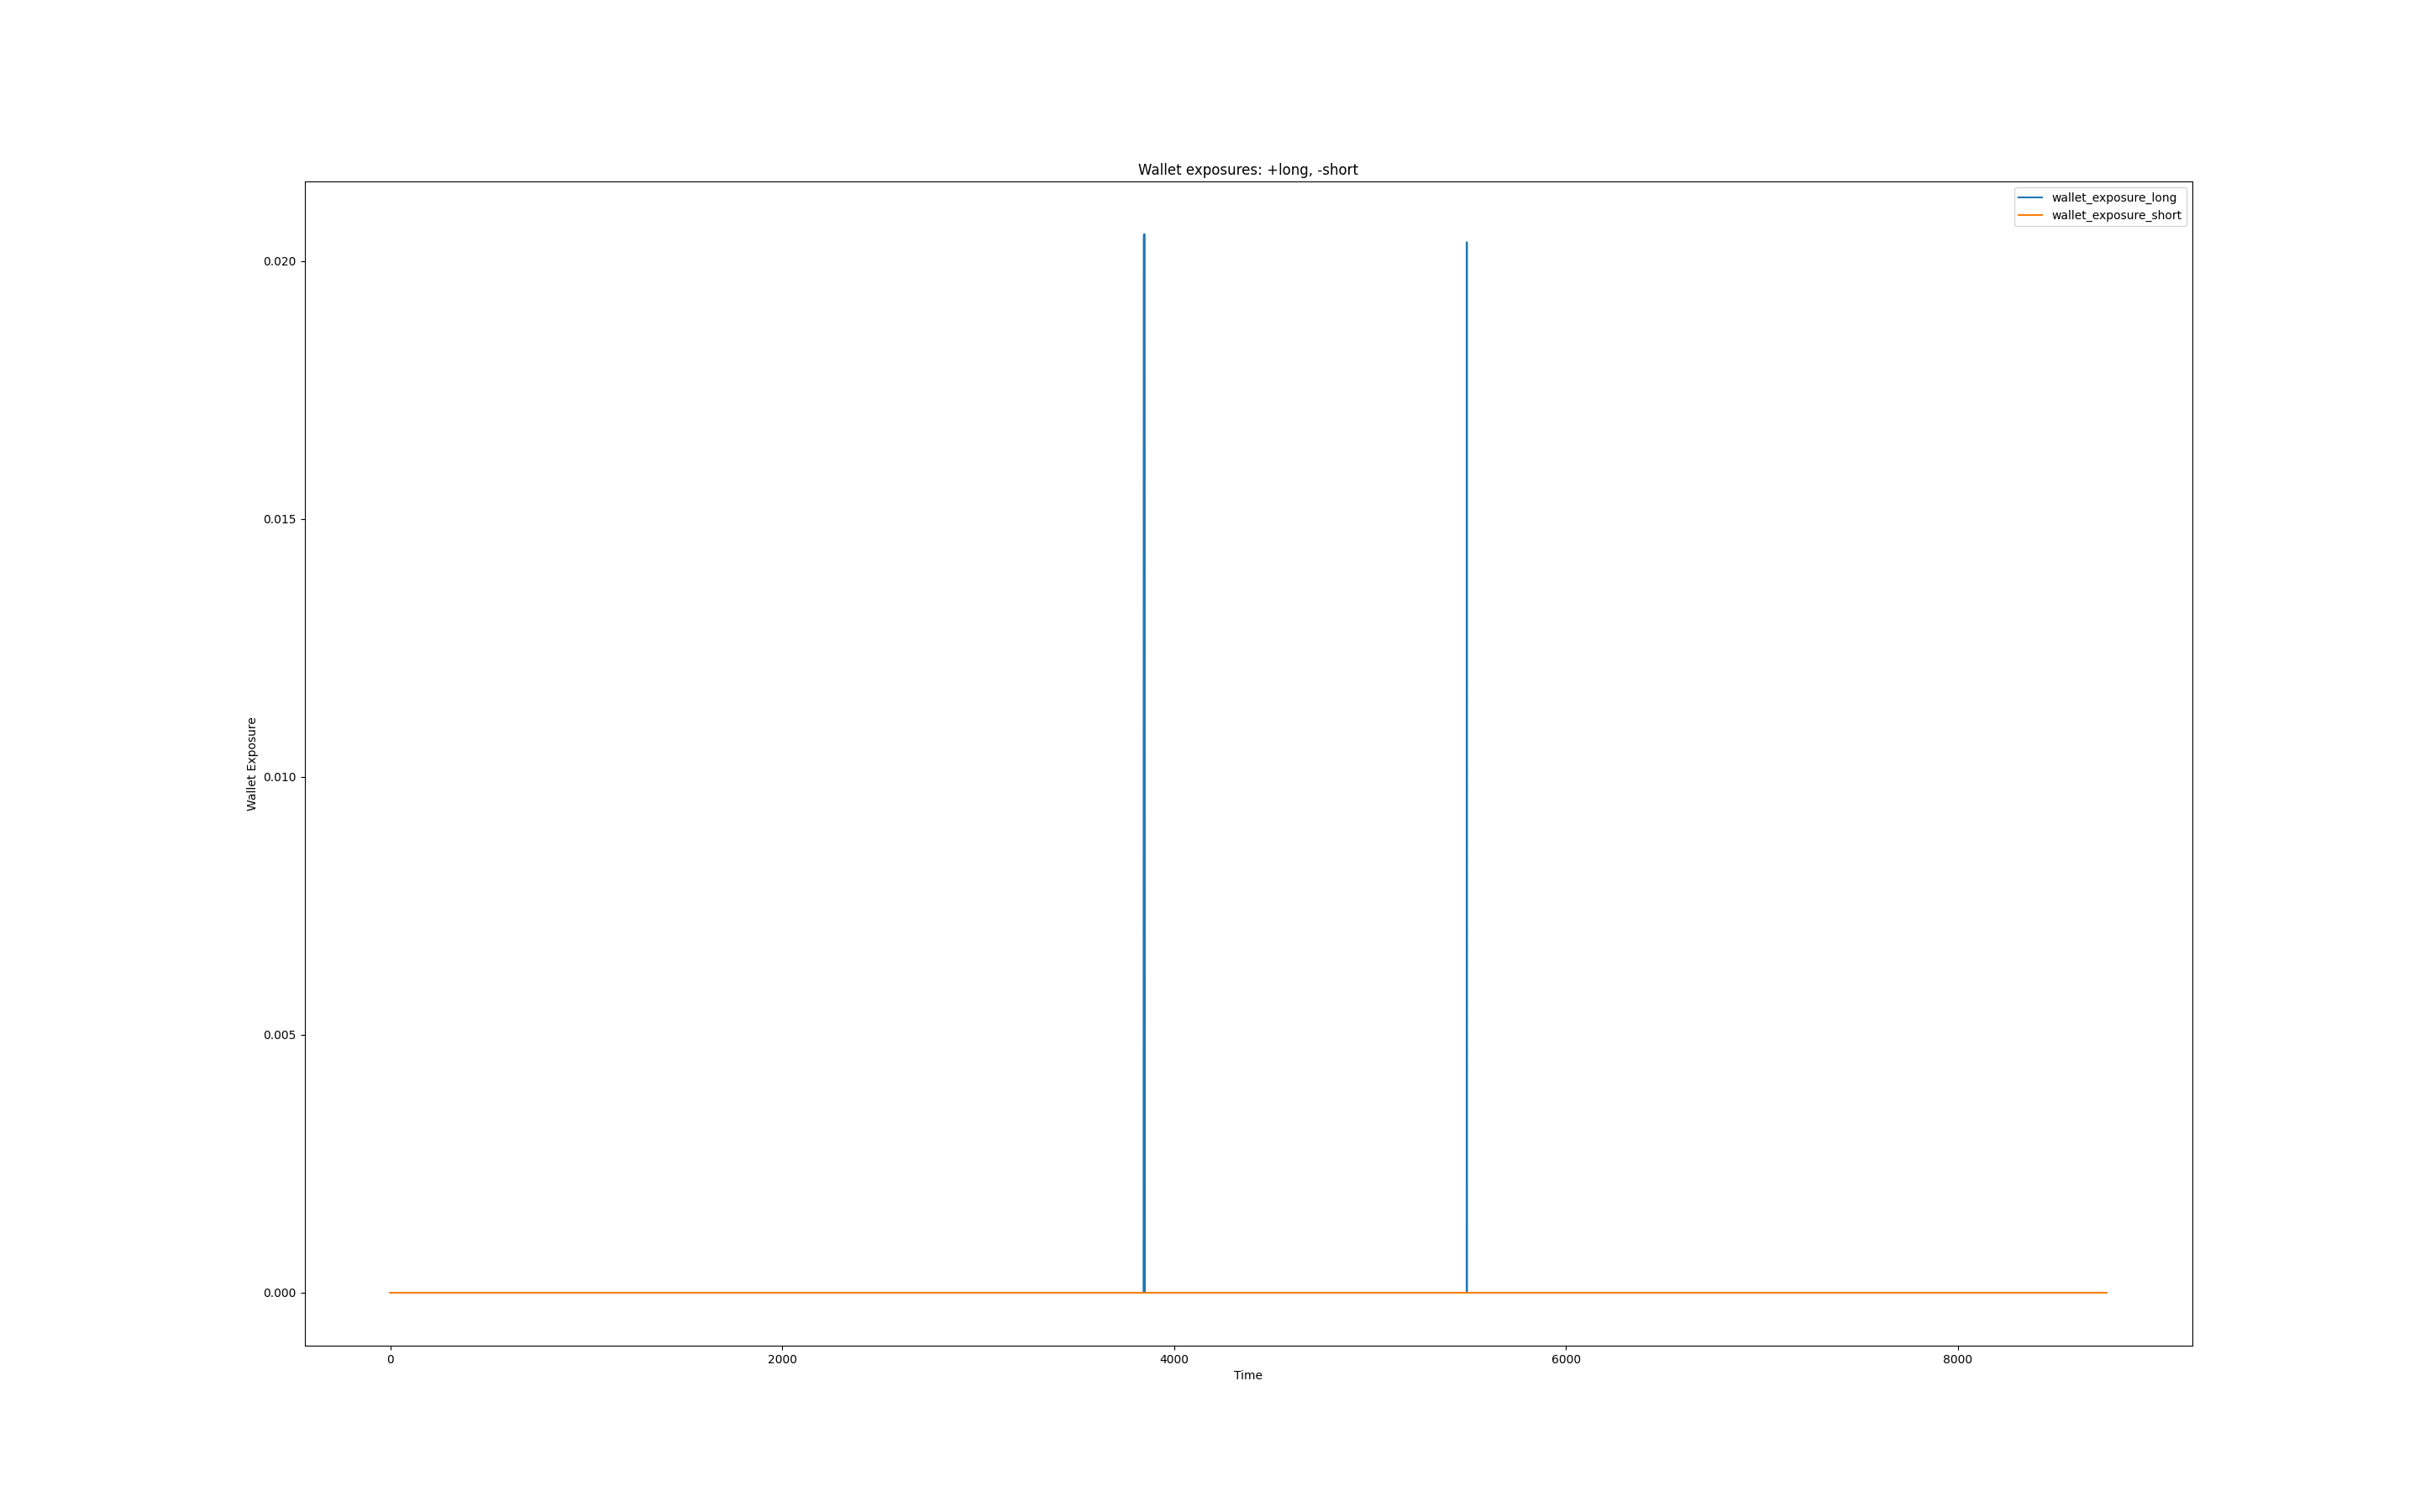 Wallet exposures: +long, -short
wallet_exposure_long
wallet_exposure_short
0.020
0.015
0.010
0.005
0.000
Wallet Exposure
0 2000 4000 6000 8000
Time